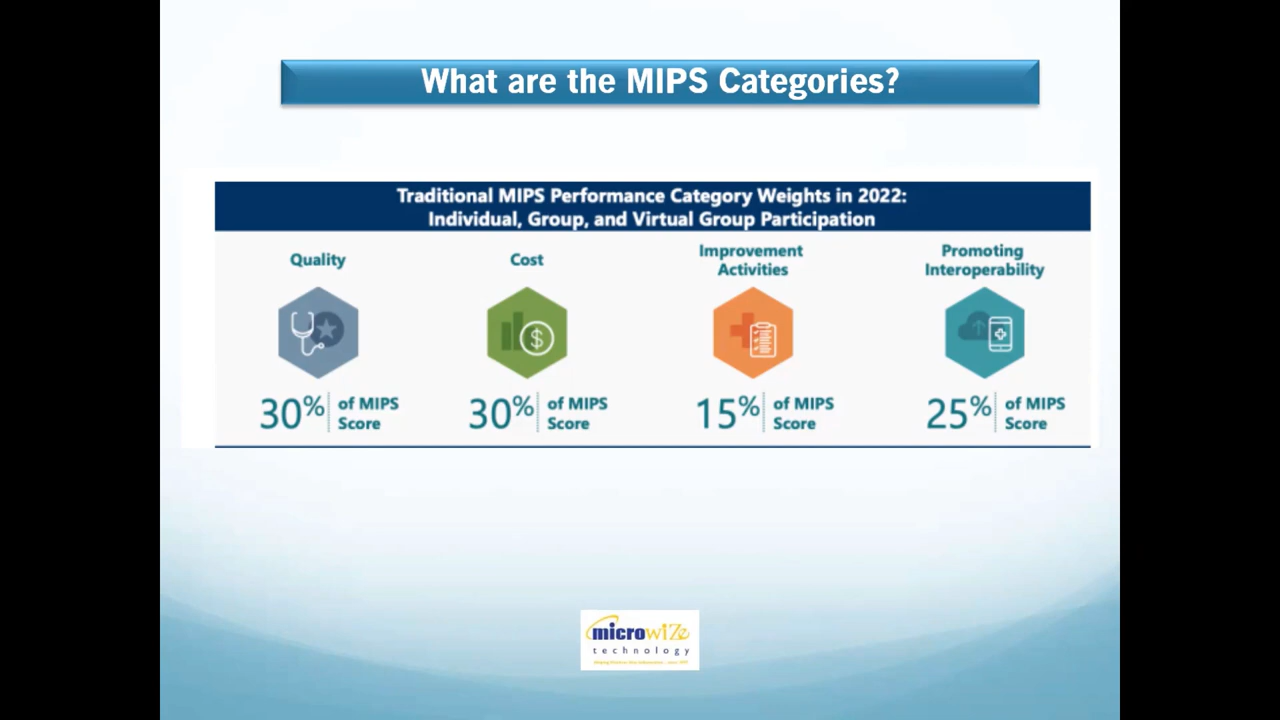 What are the MIPS Categories?
Traditional MIPS Performance Category Weights in 2022:
Individual, Group, and Virtual Group Participation
Quality
Cost
Improvement
Activities
Promoting
Interoperability
30% of MIPS
Score
30% of MIPS
Score
15% of MIPS
Score
25% of MIPS
Score
microwize
technology